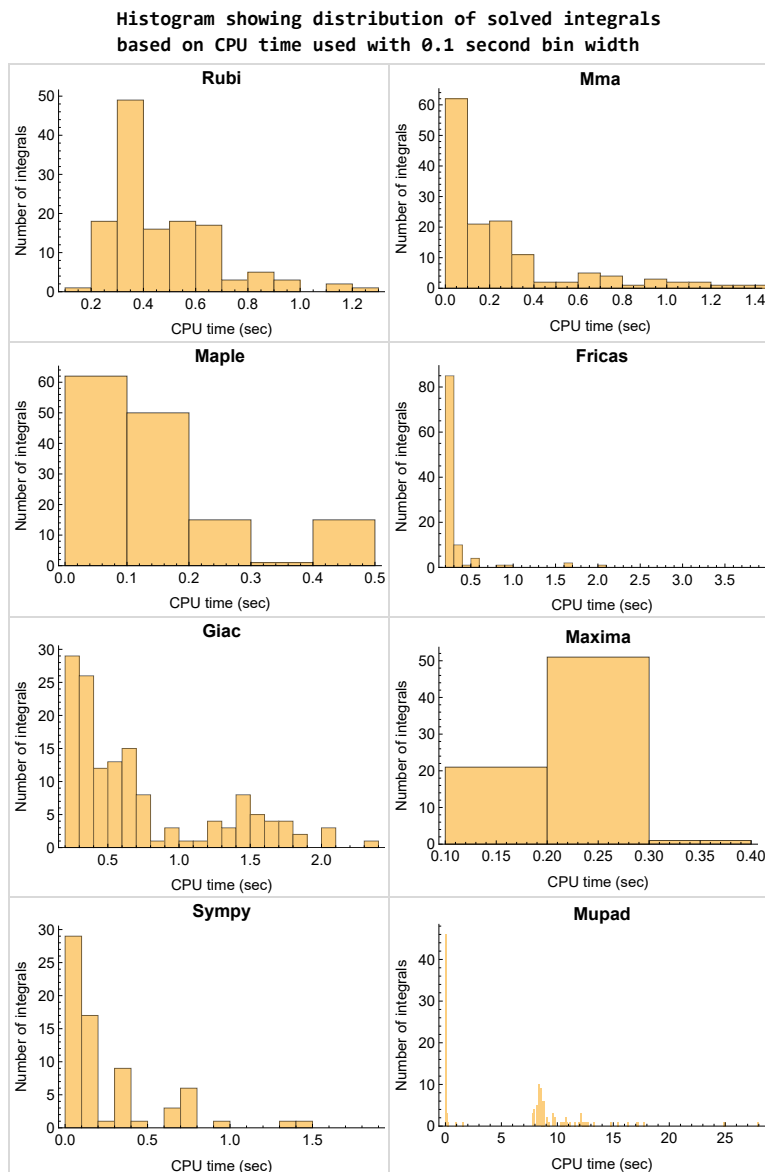 Histogram showing distribution of solved integrals
based on CPU time used with 0.1 second bin width
Rubi
Number of integrals
50
40
30
20
10
0
0.2 0.4 0.6 0.8 1.0 1.2
CPU time (sec)
Mma
Number of integrals
60
50
40
30
20
10
0
0.0 0.2 0.4 0.6 0.8 1.0 1.2 1.4
CPU time (sec)
Maple
Number of integrals
60
50
40
30
20
10
0
0.0 0.1 0.2 0.3 0.4 0.5
CPU time (sec)
Fricas
Number of integrals
80
60
40
20
0
0.5 1.0 1.5 2.0 2.5 3.0 3.5
CPU time (sec)
Giac
Number of integrals
30
25
20
15
10
5
0
0.5 1.0 1.5 2.0
CPU time (sec)
Maxima
Number of integrals
50
40
30
20
10
0
0.10 0.15 0.20 0.25 0.30 0.35 0.40
CPU time (sec)
Sympy
Number of integrals
30
25
20
15
10
5
0
0.0 0.5 1.0 1.5
CPU time (sec)
Mupad
Number of integrals
40
30
20
10
0
0 5 10 15 20 25
CPU time (sec)